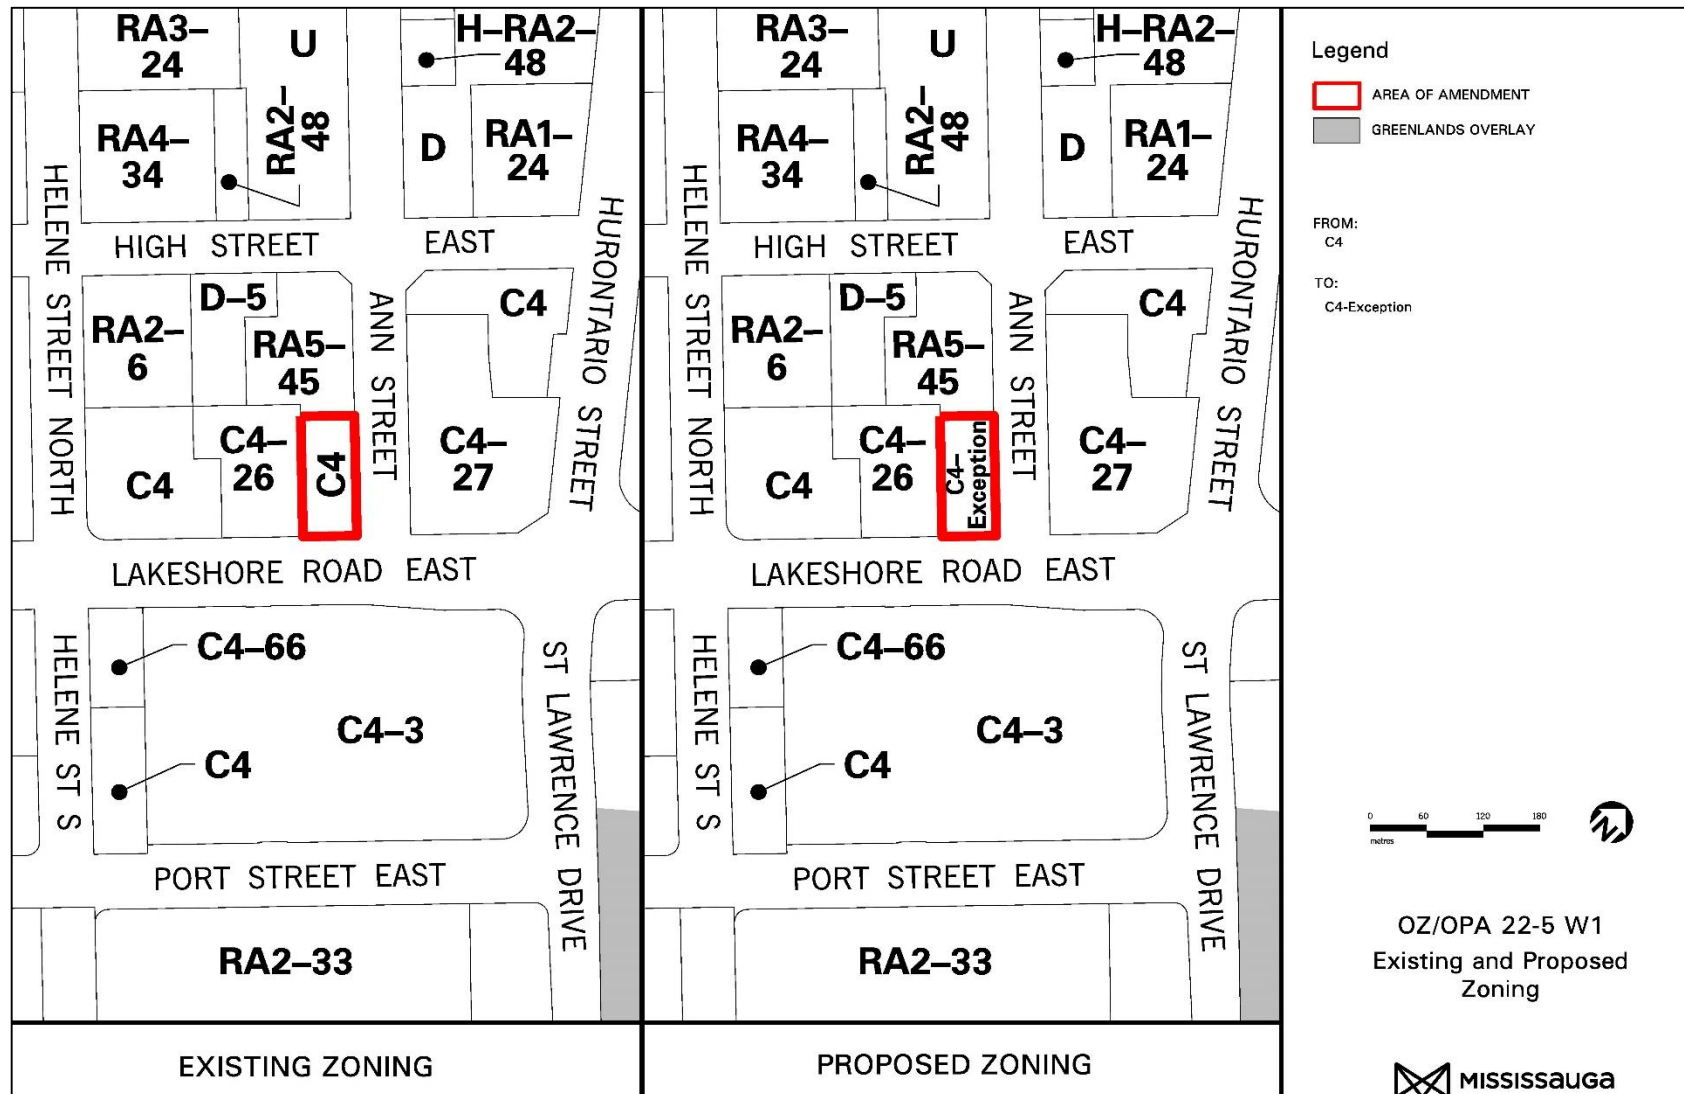 RA3–
24
U
H–RA2–
48
RA4–
34
RA2–
48
D
RA1–
24
HELENE STREET NORTH
HIGH STREET EAST
HURONTARIO STREET
D–5
C4
RA2–
6
RA5–
45
ANN STREET
C4
C4–
26
C4
C4–
27
LAKESHORE ROAD EAST
HELENE ST S
C4–66
C4–3
C4
ST LAWRENCE DRIVE
PORT STREET EAST
RA2–33
EXISTING ZONING
RA3–
24
U
H–RA2–
48
RA4–
34
RA2–
48
D
RA1–
24
HELENE STREET NORTH
HIGH STREET EAST
HURONTARIO STREET
D–5
C4
RA2–
6
RA5–
45
ANN STREET
C4
C4–
26
C4–
Exception
C4–
27
LAKESHORE ROAD EAST
HELENE ST S
C4–66
C4–3
C4
ST LAWRENCE DRIVE
PORT STREET EAST
RA2–33
PROPOSED ZONING
Legend
AREA OF AMENDMENT
GREENLANDS OVERLAY
FROM:
C4
TO:
C4-Exception
0 60 120 180
metres
N
OZ/OPA 22-5 W1
Existing and Proposed
Zoning
MISSISSAUGA